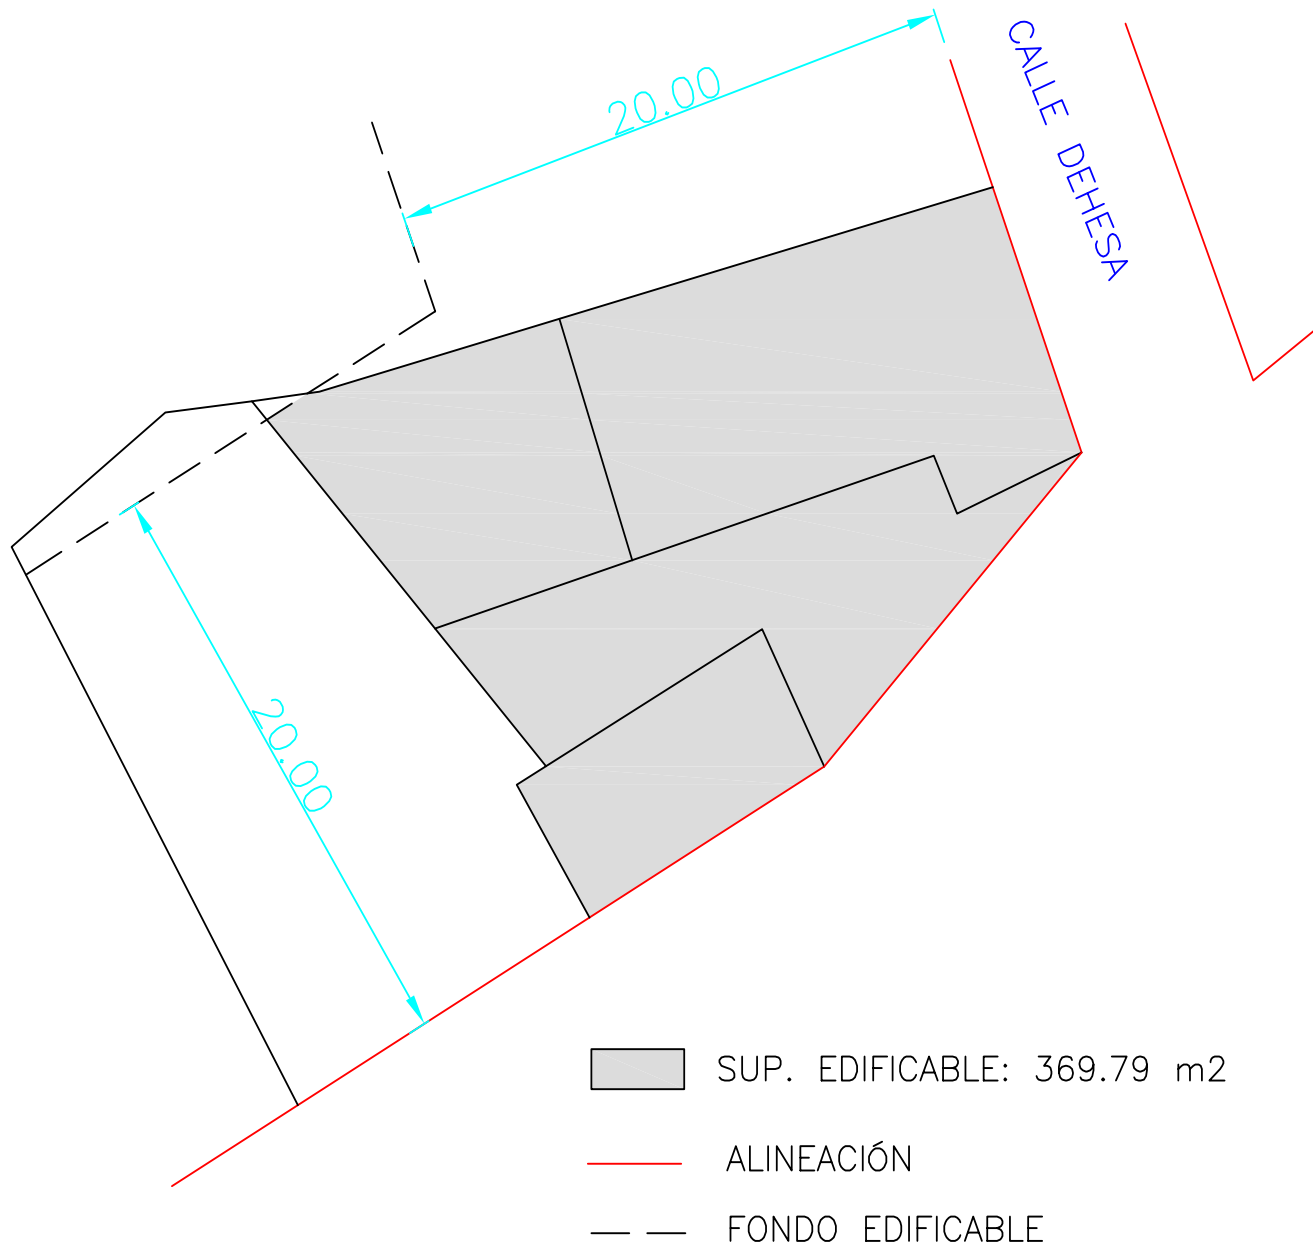 20.00
CALLE DEHESA
20.00
SUP. EDIFICABLE: 369.79 m2
ALINEACIÓN
FONDO EDIFICABLE